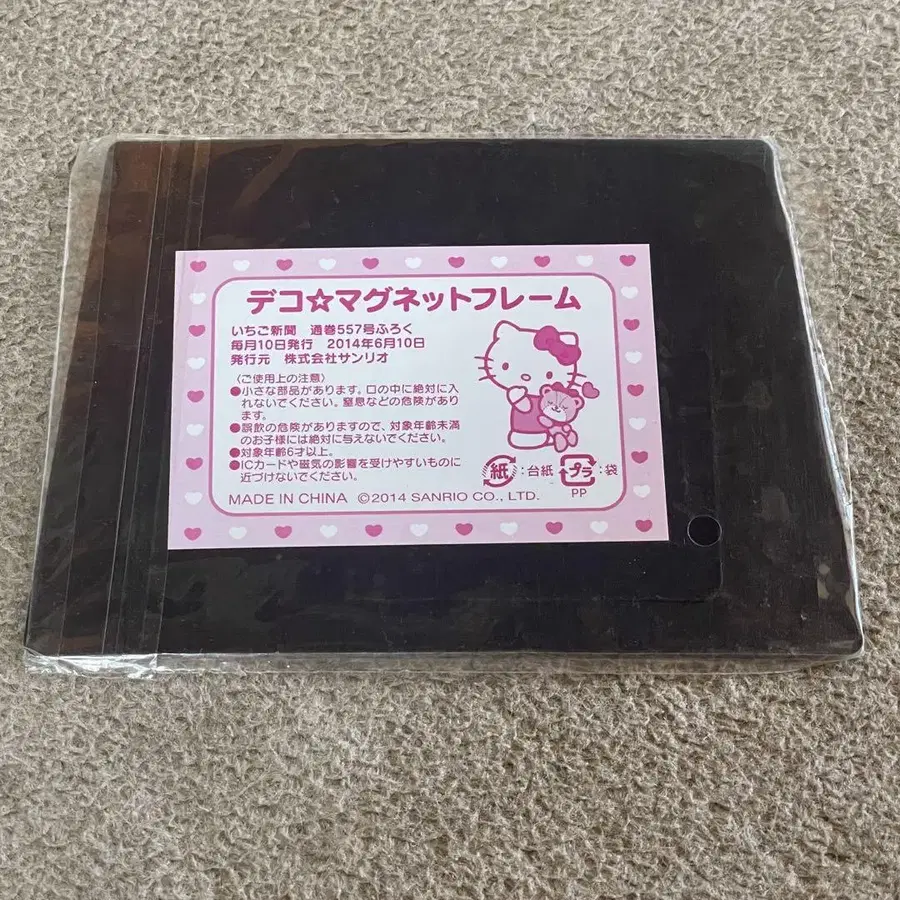 デコ☆マグネットフレーム
いちご新聞　通巻557号ふろく
毎月10日発行　2014年6月10日
発行元　株式会社サンリオ
〈ご使用上の注意〉
●小さな部品があります。口の中に絶対に入
れないでください。窒息などの危険があり
ます。
●誤飲の危険がありますので、対象年齢未満
のお子様には絶対に与えないでください。
●対象年齢6才以上。
●ICカードや磁気の影響を受けやすいものに
近づけないでください。
紙：台紙 プラ：袋
PP
MADE IN CHINA ©2014 SANRIO CO., LTD.